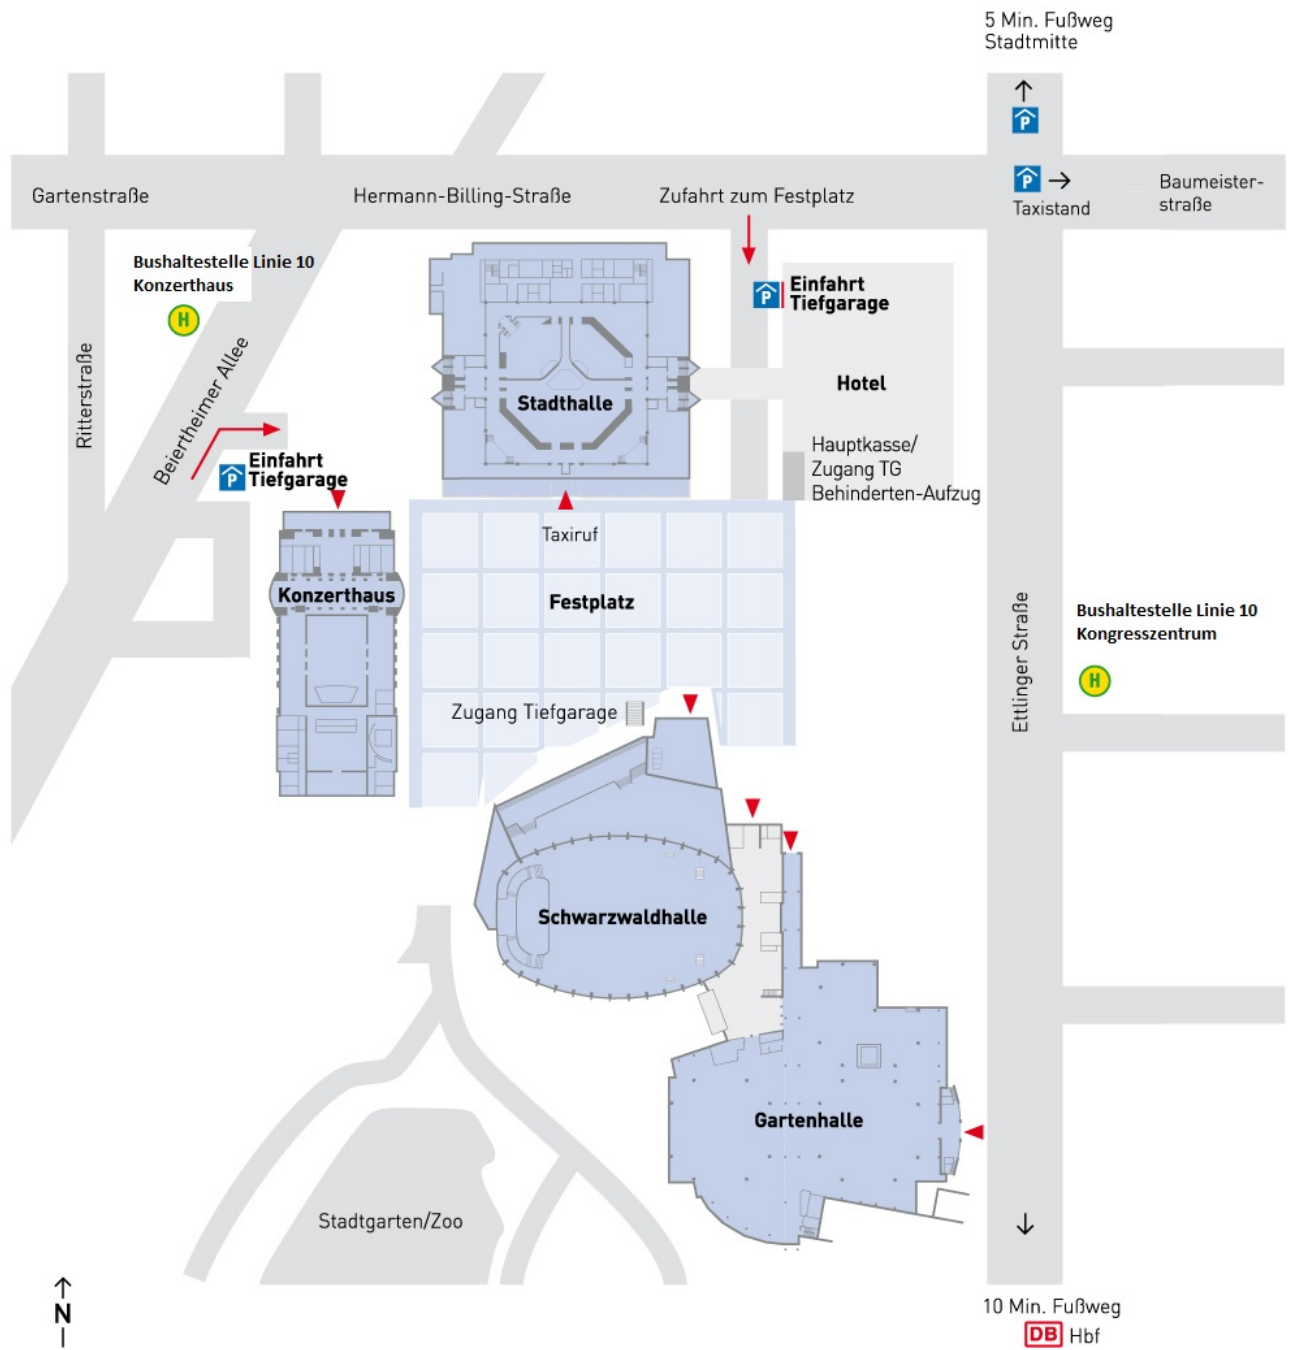 5 Min. Fußweg
Stadtmitte
P
P
Gartenstraße
Hermann-Billing-Straße
Zufahrt zum Festplatz
Taxistand
Baumeister-
straße
Bushaltestelle Linie 10
Konzerthaus
H
P
Einfahrt
Tiefgarage
Ritterstraße
Beiertheimer Allee
Stadthalle
Hotel
Einfahrt
Tiefgarage
P
Hauptkasse/
Zugang TG
Behinderten-Aufzug
Taxiruf
Konzerthaus
Festplatz
Ettlinger Straße
Bushaltestelle Linie 10
Kongresszentrum
H
Zugang Tiefgarage
Schwarzwaldhalle
Gartenhalle
Stadtgarten/Zoo
N
10 Min. Fußweg
DB Hbf